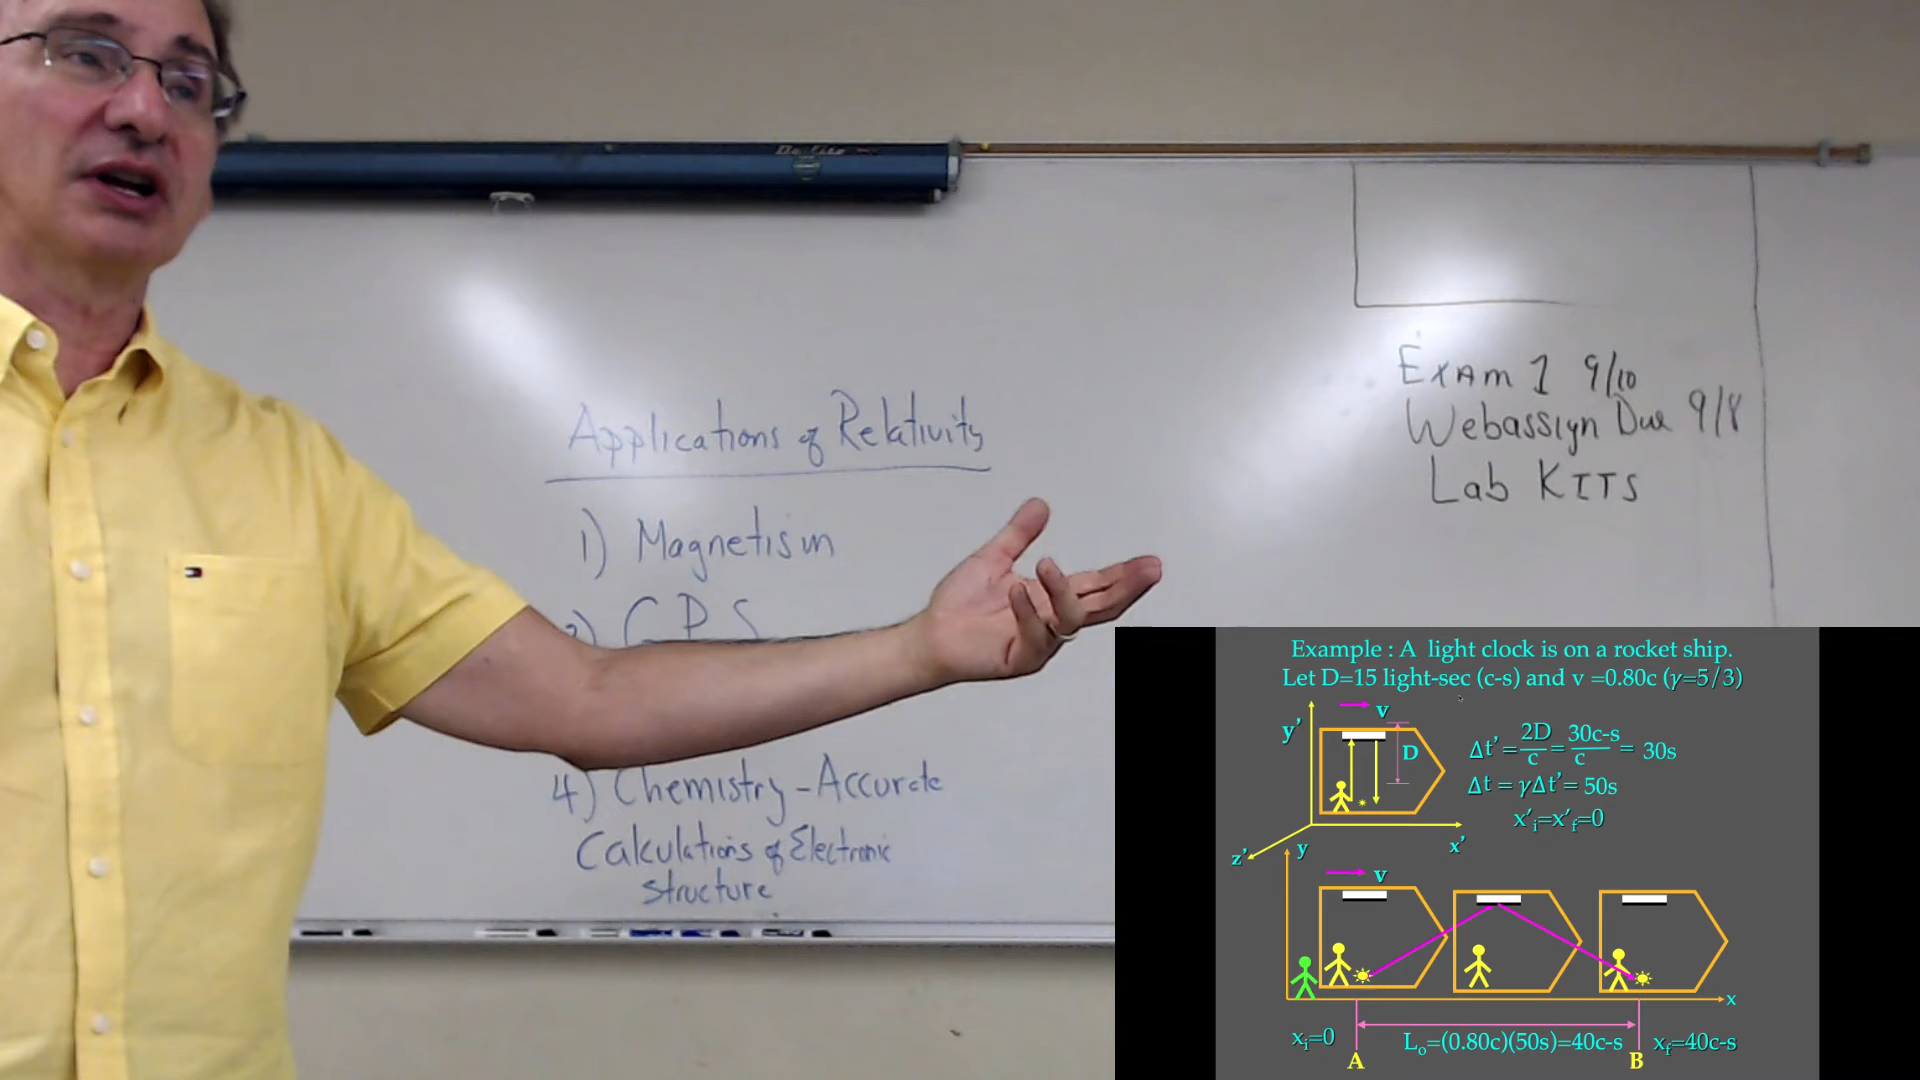 Da-Lite
Applications of Relativity
1) Magnetism
2) G P S
4) Chemistry - Accurate
Calculations of Electronic
structure
Exam 1 9/10
Webassign Due 9/8
Lab KITS
Example : A light clock is on a rocket ship.
Let D=15 light-sec (c-s) and v =0.80c (γ=5/3)
v
y'
D
Δt' = 2D/c = 30c-s/c = 30s
Δt = γΔt' = 50s
x'i=x'f=0
x'
z'
y
v
x
xi=0
Lo=(0.80c)(50s)=40c-s
xf=40c-s
A
B